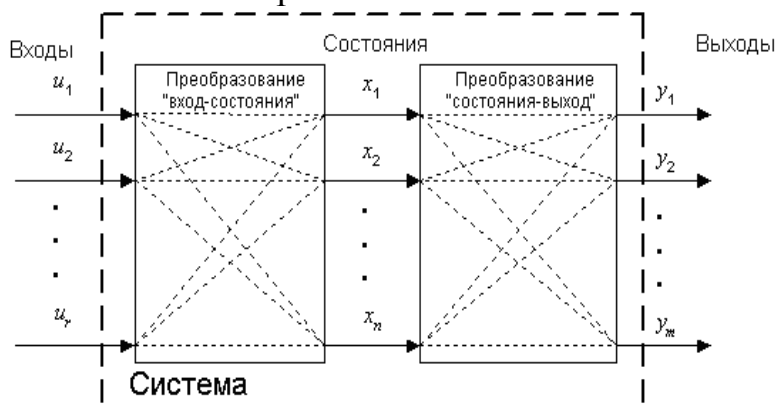 Входы
Состояния
Выходы
Преобразование
"вход-состояния"
Преобразование
"состояния-выход"
u1
x1
y1
u2
x2
y2
ur
xn
ym
Система